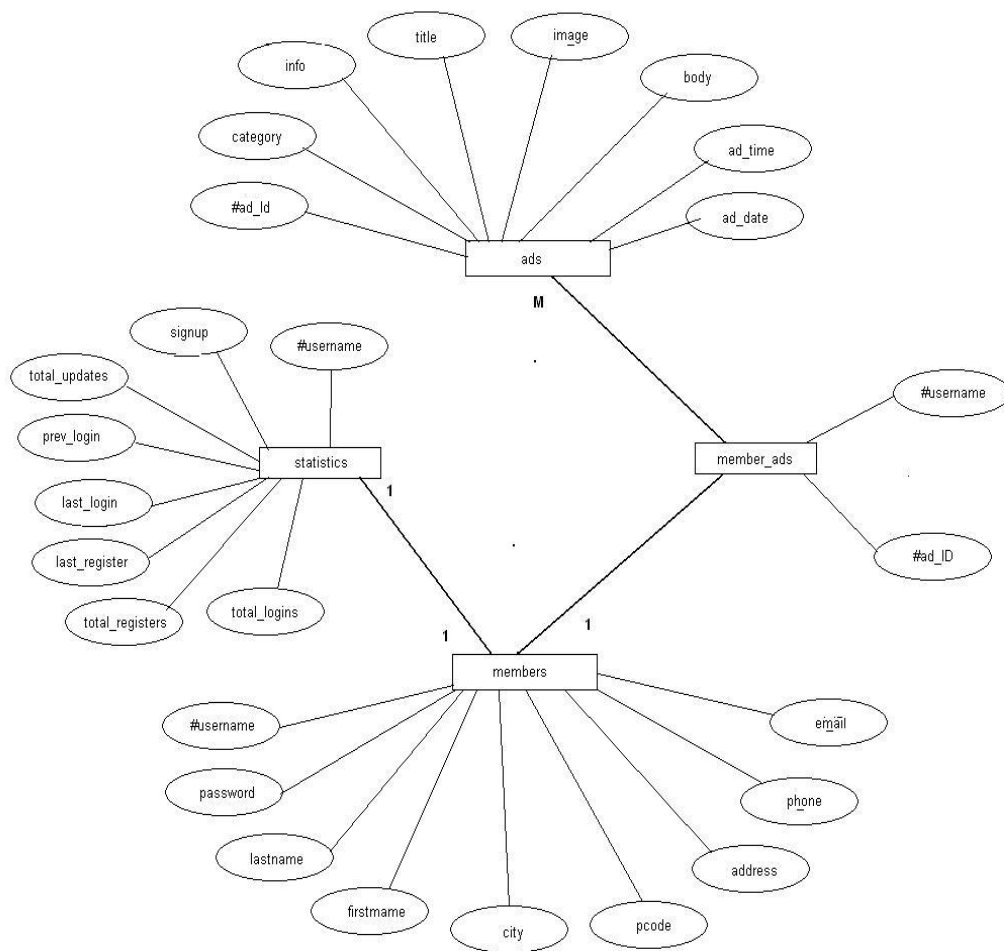 title
image
info
body
category
ad_time
#ad_Id
ad_date
ads
M
signup
#username
total_updates
#username
prev_login
statistics
member_ads
1
last_login
last_register
#ad_ID
total_registers
total_logins
1
1
members
#username
email
password
phone
lastname
address
firstmame
city
pcode